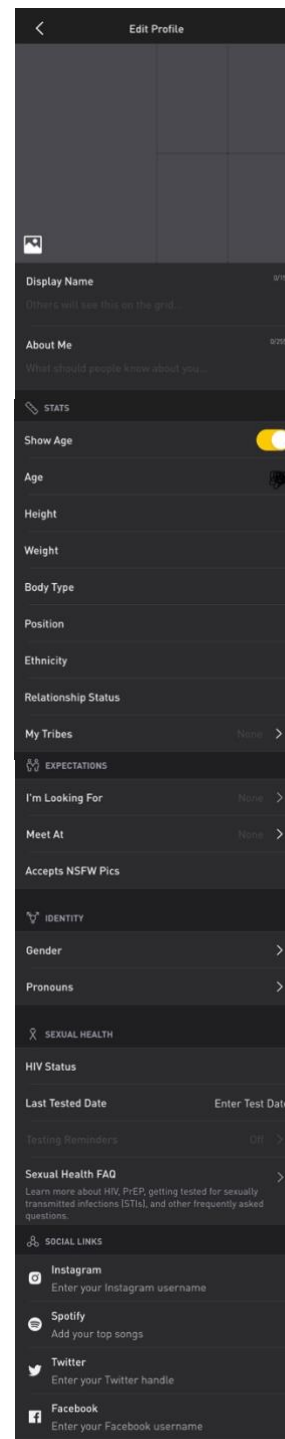 Edit Profile
Display Name
0/15
Others will see this on the grid...
About Me
0/255
What should people know about you...
STATS
Show Age
Age
Height
Weight
Body Type
Position
Ethnicity
Relationship Status
My Tribes None
EXPECTATIONS
I'm Looking For None
Meet At None
Accepts NSFW Pics
IDENTITY
Gender
Pronouns
SEXUAL HEALTH
HIV Status
Last Tested Date Enter Test Date
Testing Reminders Off
Sexual Health FAQ
Learn more about HIV, PrEP, getting tested for sexually
transmitted infections (STIs), and other frequently asked
questions.
SOCIAL LINKS
Instagram
Enter your Instagram username
Spotify
Add your top songs
Twitter
Enter your Twitter handle
Facebook
Enter your Facebook username